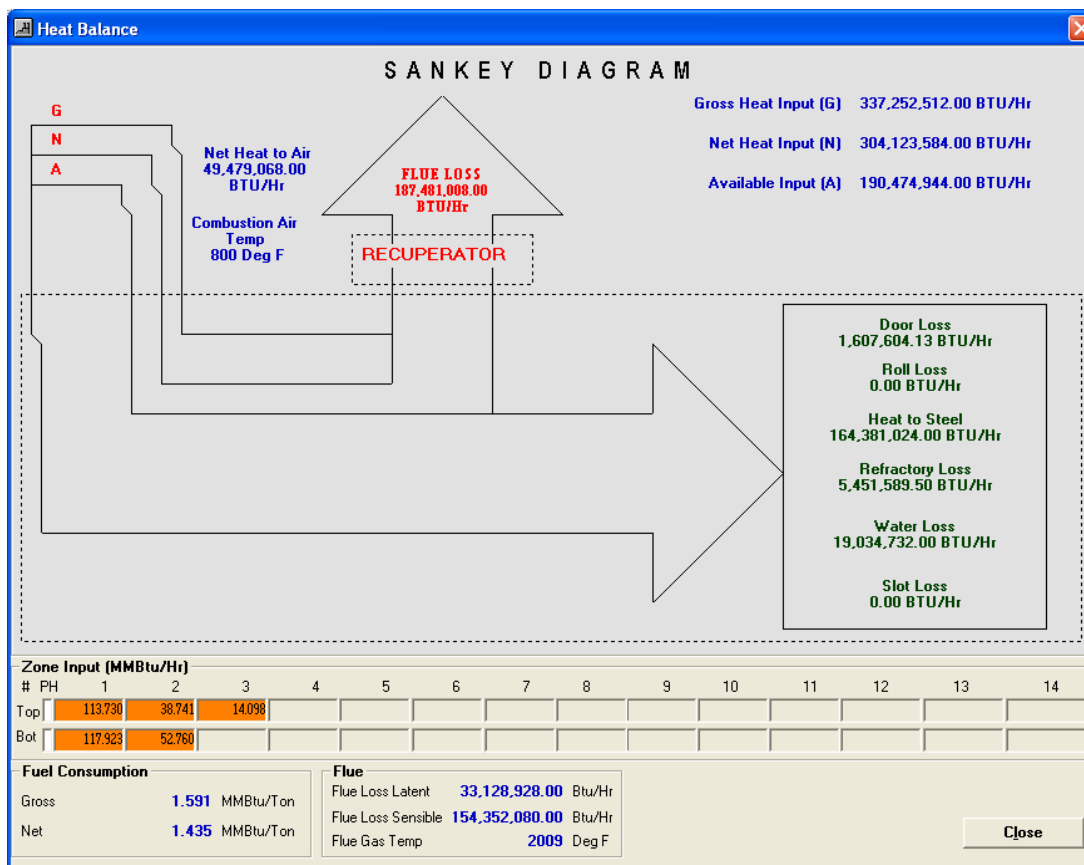 Heat Balance
SANKEY DIAGRAM
G
N
A
Net Heat to Air
49,479,068.00
BTU/Hr
Combustion Air
Temp
800 Deg F
FLUE LOSS
187,481,008.00
BTU/Hr
RECUPERATOR
Gross Heat Input (G) 337,252,512.00 BTU/Hr
Net Heat Input (N) 304,123,584.00 BTU/Hr
Available Input (A) 190,474,944.00 BTU/Hr
Door Loss
1,607,604.13 BTU/Hr
Roll Loss
0.00 BTU/Hr
Heat to Steel
164,381,024.00 BTU/Hr
Refractory Loss
5,451,589.50 BTU/Hr
Water Loss
19,034,732.00 BTU/Hr
Slot Loss
0.00 BTU/Hr
Zone Input (MMBtu/Hr)
# PH 1 2 3 4 5 6 7 8 9 10 11 12 13 14
Top 113.730 38.741 14.098
Bot 117.923 52.760
Fuel Consumption
Gross 1.591 MMBtu/Ton
Net 1.435 MMBtu/Ton
Flue
Flue Loss Latent 33,128,928.00 Btu/Hr
Flue Loss Sensible 154,352,080.00 Btu/Hr
Flue Gas Temp 2009 Deg F
Close